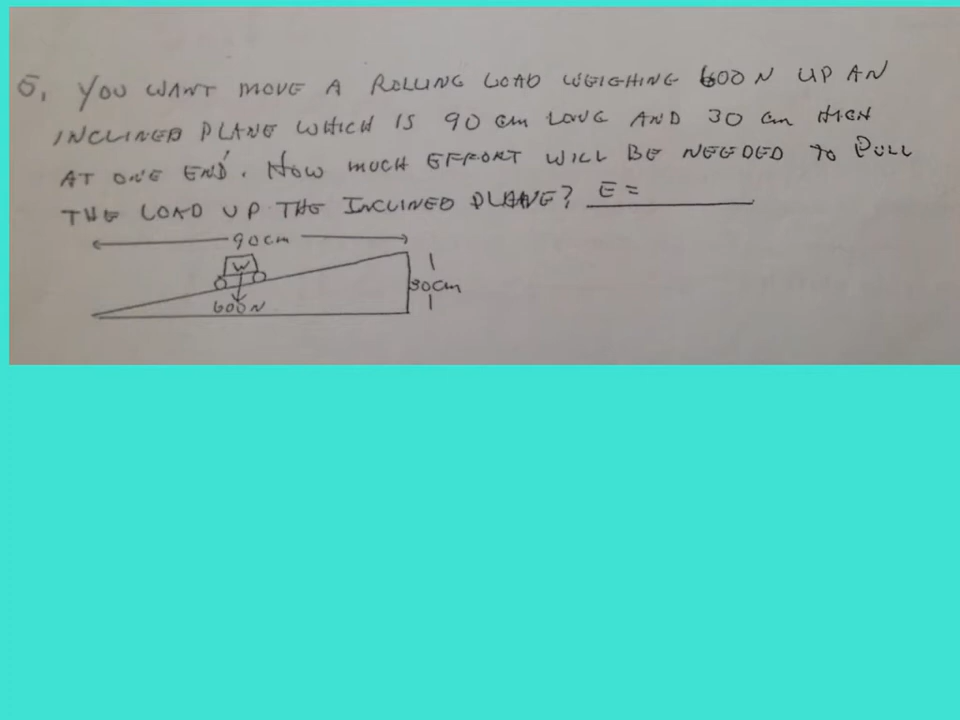 5. YOU WANT MOVE A ROLLING LOAD WEIGHING 600 N UP AN
INCLINED PLANE WHICH IS 90 cm LONG AND 30 cm HIGH
AT ONE END. HOW MUCH EFFORT WILL BE NEEDED TO PULL
THE LOAD UP THE INCLINED PLANE? E =
90cm
W
30cm
600N